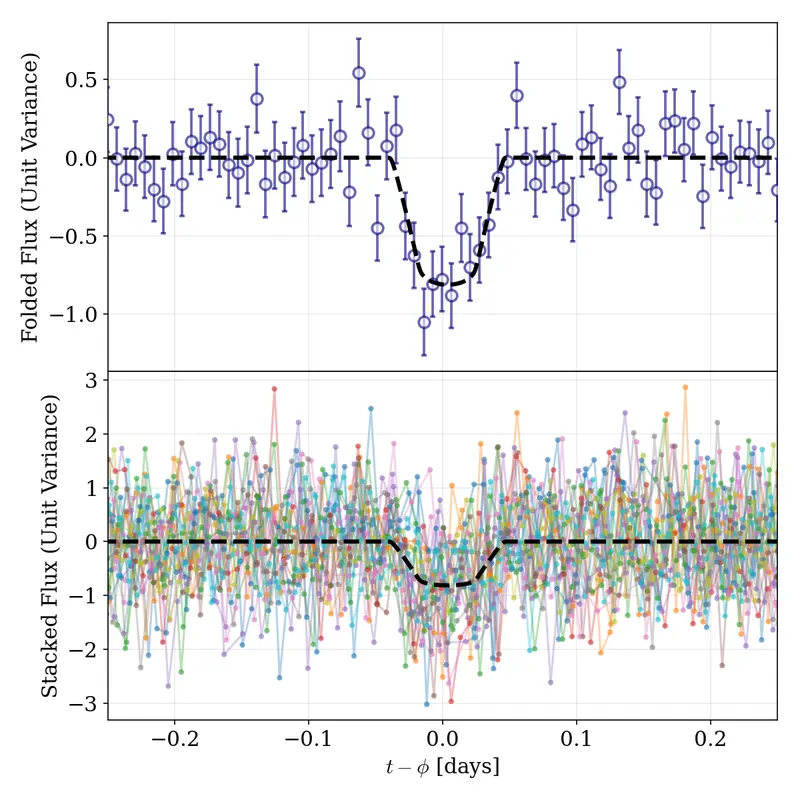 Folded Flux (Unit Variance)
0.5
0.0
−0.5
−1.0
Stacked Flux (Unit Variance)
3
2
1
0
−1
−2
−3
−0.2 −0.1 0.0 0.1 0.2
t − ϕ [days]